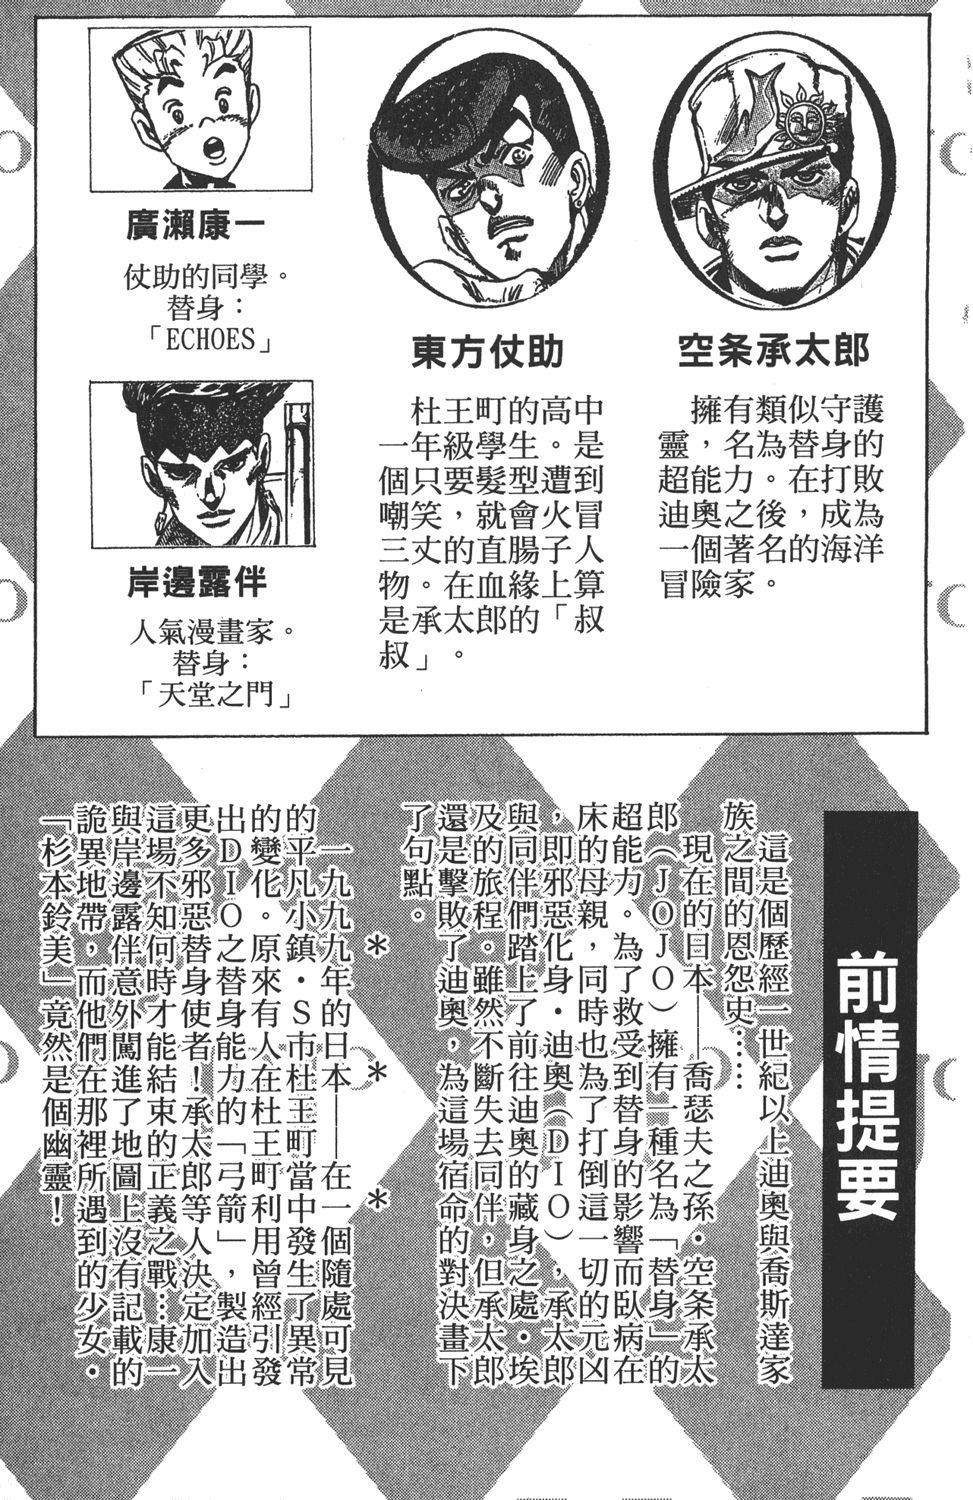 空条承太郎
擁有類似守護
靈，名為替身的
超能力。在打敗
迪奧之後，成為
一個著名的海洋
冒險家。
東方仗助
杜王町的高中
一年級學生。是
個只要髮型遭到
嘲笑，就會火冒
三丈的直腸子人
物。在血緣上算
是承太郎的「叔
叔」。
廣瀨康一
仗助的同學。
替身：
「ECHOES」
岸邊露伴
人氣漫畫家。
替身：
「天堂之門」
前情提要
這是個歷經一世紀以上迪奧與喬斯達家
族之間的恩怨史……
現在的日本——喬瑟夫之孫・空条承太
郎（JOJO）擁有一種名為「替身」的
超能力。為了救受到替身的影響而臥病在
床的母親，同時也為了打倒這一切的元凶
，即邪惡化身・迪奧（DIO），承太郎
與同伴們踏上了前往迪奧的藏身之處・埃
及的旅程。雖然不斷失去同伴，但承太郎
還是擊敗了迪奧，為這場宿命的對決畫下
了句點。
＊　＊　＊
一九九九年的日本——在一個隨處可見
的平凡小鎮・S市杜王町當中發生了異常
的變化。原來有人在杜王町利用曾經引發
出DIO之替身能力的「弓箭」，製造出
更多邪惡替身使者！承太郎等人決定加入
這場不知何時才能結束的正義之戰…康一
與岸邊露伴意外闖進了地圖上沒有記載的
詭異地帶，而他們在那裡所遇到的少女・
「杉本鈴美」竟然是個幽靈！